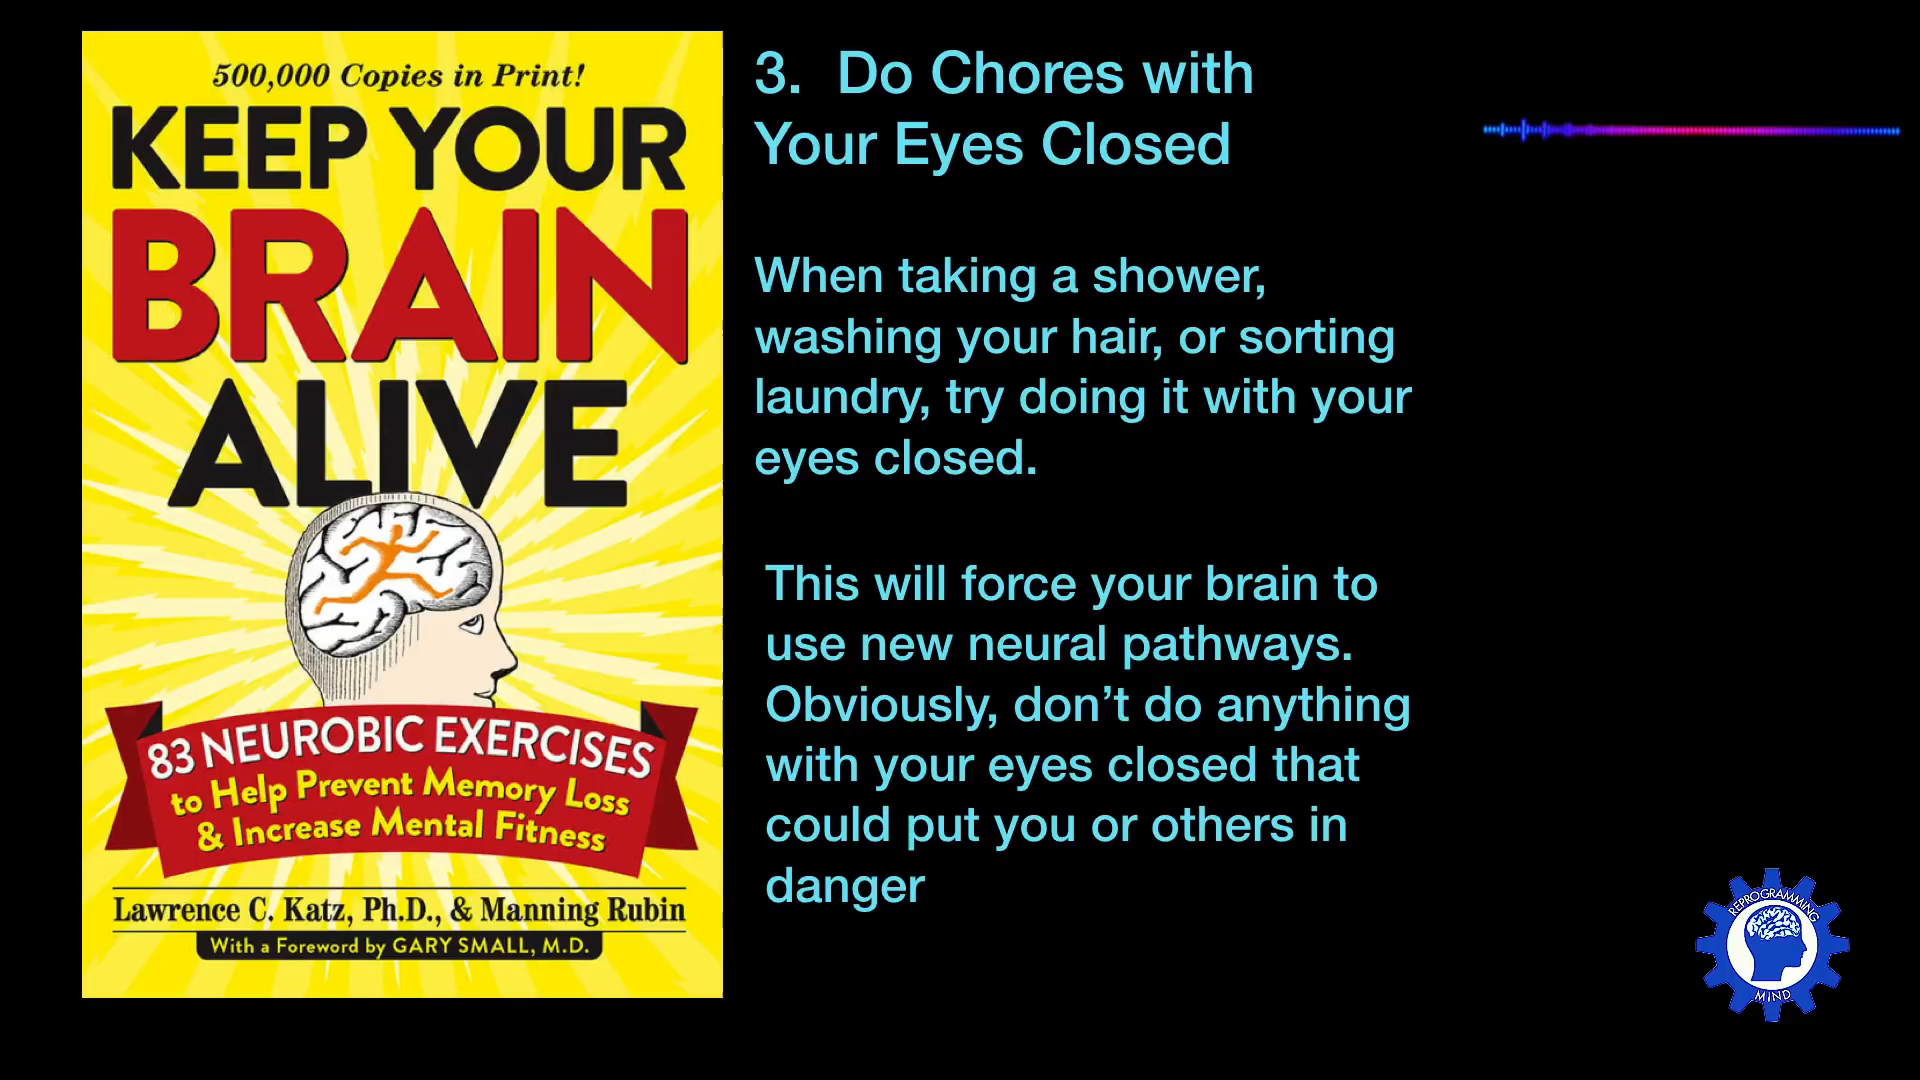 500,000 Copies in Print!
KEEP YOUR
BRAIN
ALIVE
83 NEUROBIC EXERCISES
to Help Prevent Memory Loss
& Increase Mental Fitness
Lawrence C. Katz, Ph.D., & Manning Rubin
With a Foreword by GARY SMALL, M.D.
3. Do Chores with
Your Eyes Closed
When taking a shower,
washing your hair, or sorting
laundry, try doing it with your
eyes closed.
This will force your brain to
use new neural pathways.
Obviously, don’t do anything
with your eyes closed that
could put you or others in
danger
REPROGRAMMING
MIND